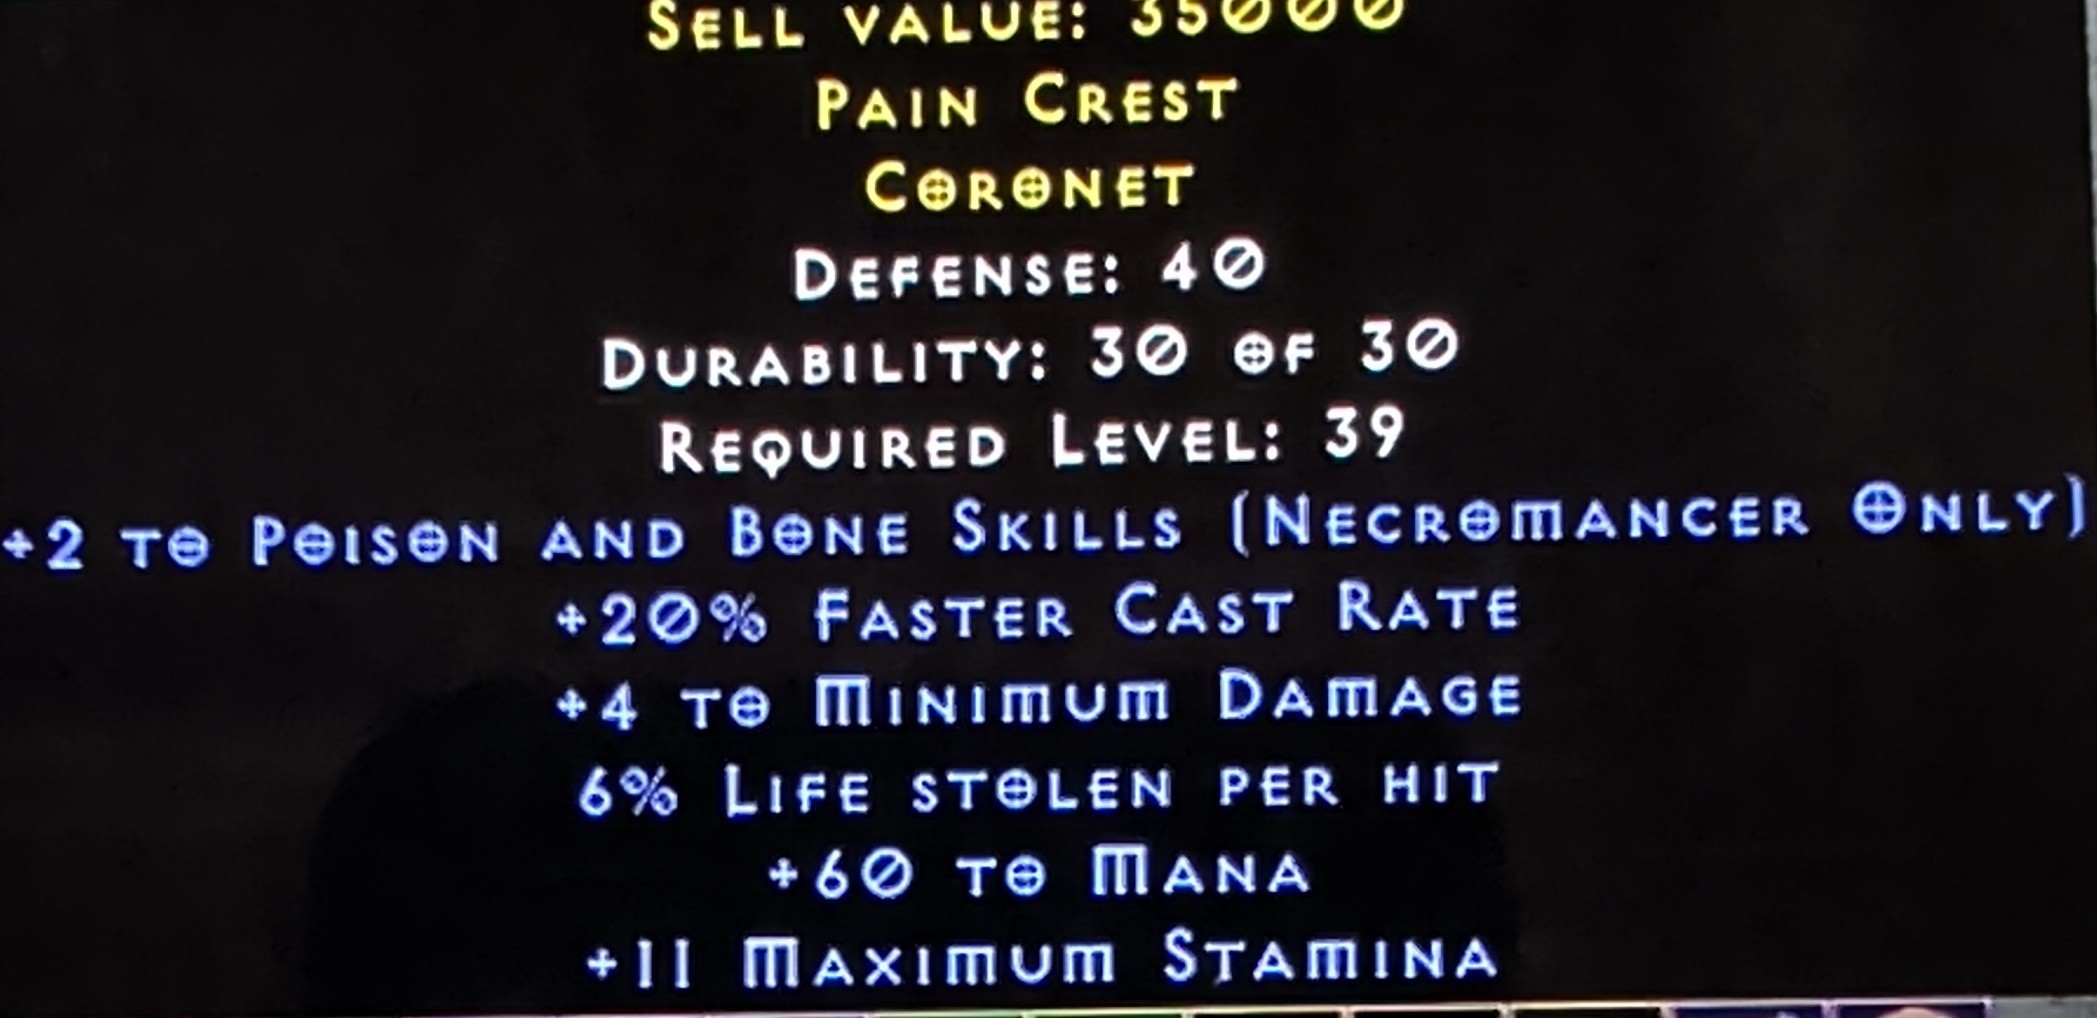 Sell value: 35000
Pain Crest
Coronet
Defense: 40
Durability: 30 of 30
Required Level: 39
+2 to Poison and Bone Skills (Necromancer Only)
+20% Faster Cast Rate
+4 to Minimum Damage
6% Life stolen per hit
+60 to Mana
+11 Maximum Stamina